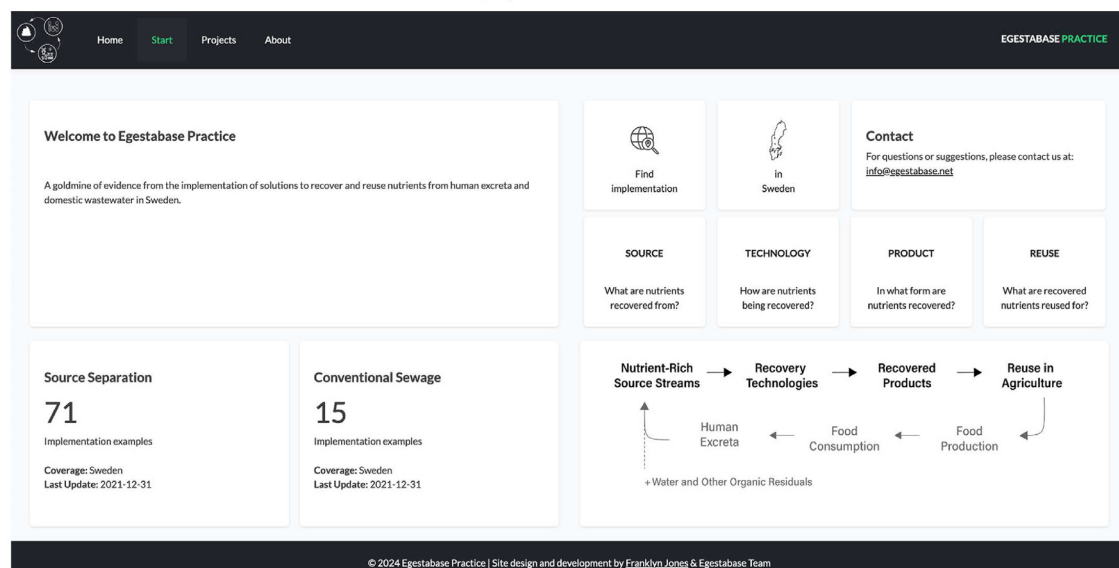 Home Start Projects About EGESTABASE PRACTICE
Welcome to Egestabase Practice
A goldmine of evidence from the implementation of solutions to recover and reuse nutrients from human excreta and
domestic wastewater in Sweden.
Find
implementation
in
Sweden
Contact
For questions or suggestions, please contact us at:
info@egestabase.net
SOURCE
What are nutrients
recovered from?
TECHNOLOGY
How are nutrients
being recovered?
PRODUCT
In what form are
nutrients recovered?
REUSE
What are recovered
nutrients reused for?
Source Separation
71
Implementation examples
Coverage: Sweden
Last Update: 2021-12-31
Conventional Sewage
15
Implementation examples
Coverage: Sweden
Last Update: 2021-12-31
Nutrient-Rich
Source Streams
Recovery
Technologies
Recovered
Products
Reuse in
Agriculture
Human
Excreta
Food
Consumption
Food
Production
+ Water and Other Organic Residuals
© 2024 Egestabase Practice | Site design and development by Franklyn Jones & Egestabase Team